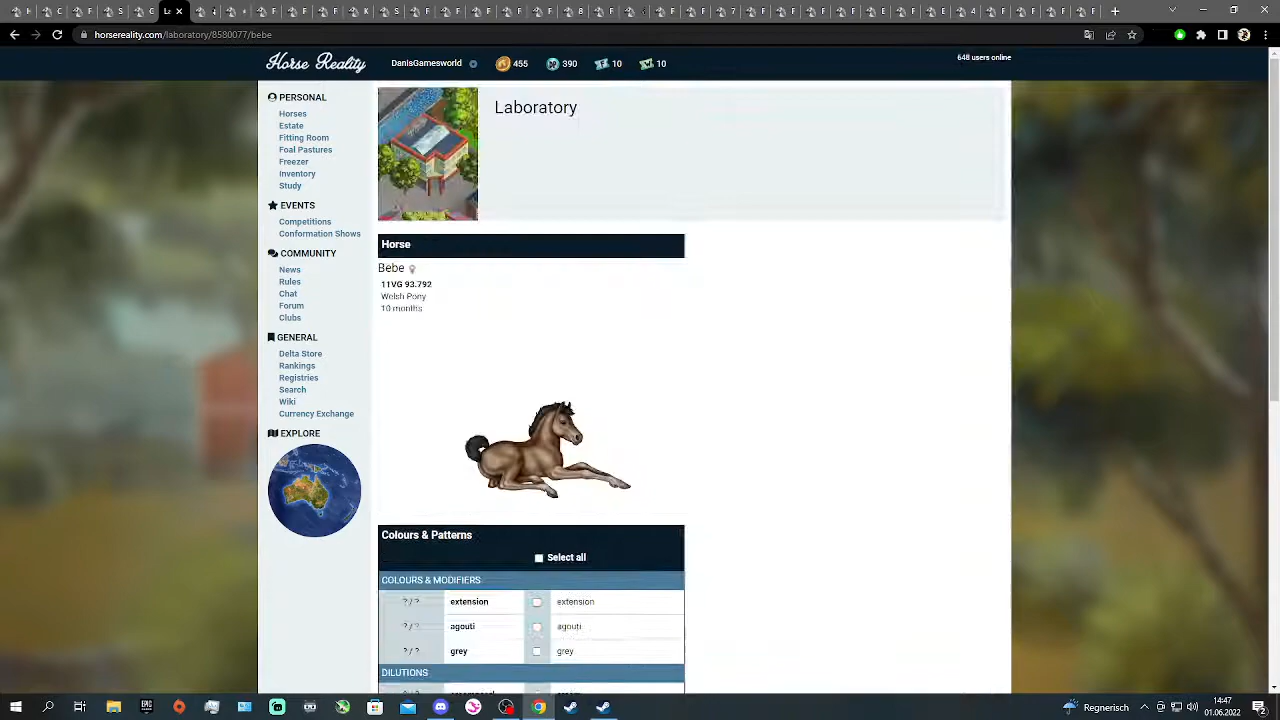 horsereality.com/laboratory/8580077/bebe
Horse Reality
DanisGamesworld
455
390
10
10
648 users online
PERSONAL
Horses
Estate
Fitting Room
Foal Pastures
Freezer
Inventory
Study
EVENTS
Competitions
Conformation Shows
COMMUNITY
News
Rules
Chat
Forum
Clubs
GENERAL
Delta Store
Rankings
Registries
Search
Wiki
Currency Exchange
EXPLORE
Laboratory
Horse
Bebe
11VG 93.792
Welsh Pony
10 months
Colours & Patterns
Select all
COLOURS & MODIFIERS
? / ? extension extension
? / ? agouti agouti
? / ? grey grey
DILUTIONS
Regnerisch
14:47
01.06.2022